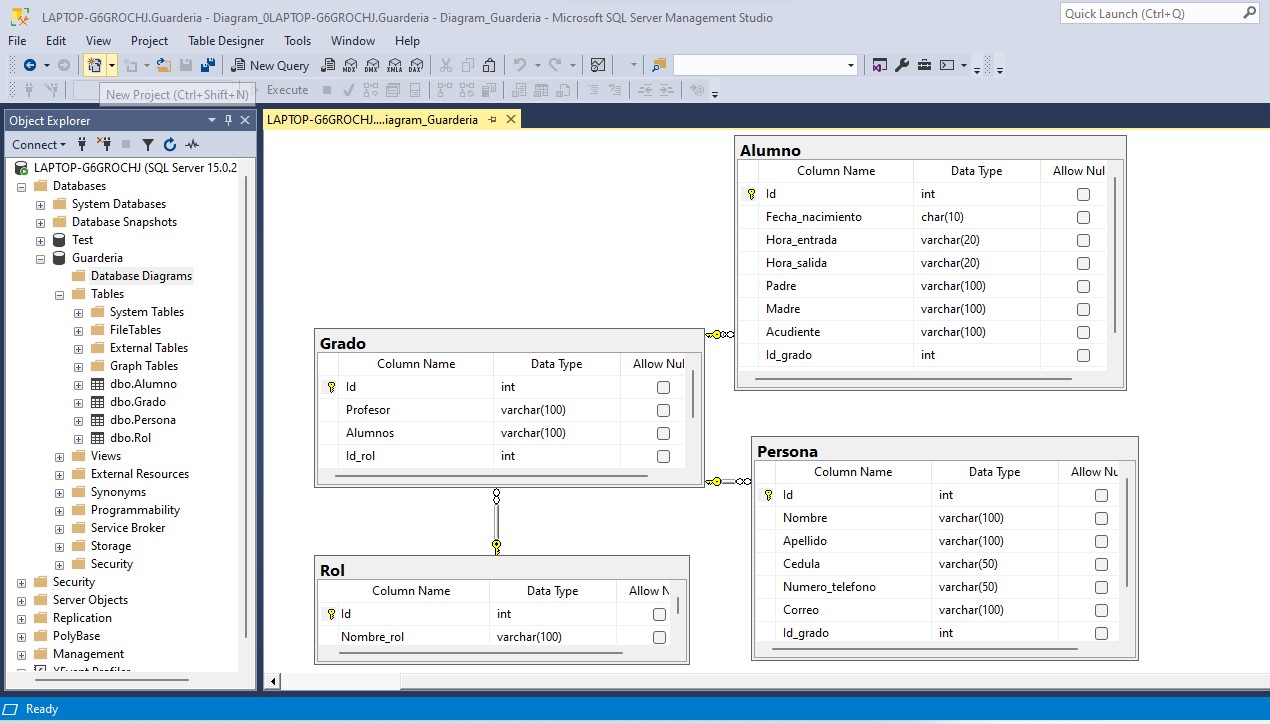 LAPTOP-G6GROCHJ.Guarderia - Diagram_0LAPTOP-G6GROCHJ.Guarderia - Diagram_Guarderia - Microsoft SQL Server Management Studio
Quick Launch (Ctrl+Q)
File Edit View Project Table Designer Tools Window Help
New Query MDX DMX XMLA DAX
New Project (Ctrl+Shift+N) Execute
Object Explorer
LAPTOP-G6GROCHJ....iagram_Guarderia
Connect
LAPTOP-G6GROCHJ (SQL Server 15.0.2
Databases
System Databases
Database Snapshots
Test
Guarderia
Database Diagrams
Tables
System Tables
FileTables
External Tables
Graph Tables
dbo.Alumno
dbo.Grado
dbo.Persona
dbo.Rol
Views
External Resources
Synonyms
Programmability
Service Broker
Storage
Security
Security
Server Objects
Replication
PolyBase
Management
Alumno
Column Name Data Type Allow Nul
Id int
Fecha_nacimiento char(10)
Hora_entrada varchar(20)
Hora_salida varchar(20)
Padre varchar(100)
Madre varchar(100)
Acudiente varchar(100)
Id_grado int
Grado
Column Name Data Type Allow Nul
Id int
Profesor varchar(100)
Alumnos varchar(100)
Id_rol int
Persona
Column Name Data Type Allow Nu
Id int
Nombre varchar(100)
Apellido varchar(100)
Cedula varchar(50)
Numero_telefono varchar(50)
Correo varchar(100)
Id_grado int
Rol
Column Name Data Type Allow N
Id int
Nombre_rol varchar(100)
Ready